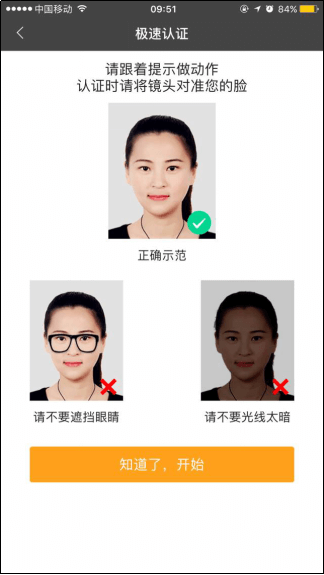 中国移动 09:51 84%
极速认证
请跟着提示做动作
认证时请将镜头对准您的脸
正确示范
请不要遮挡眼睛 请不要光线太暗
知道了，开始